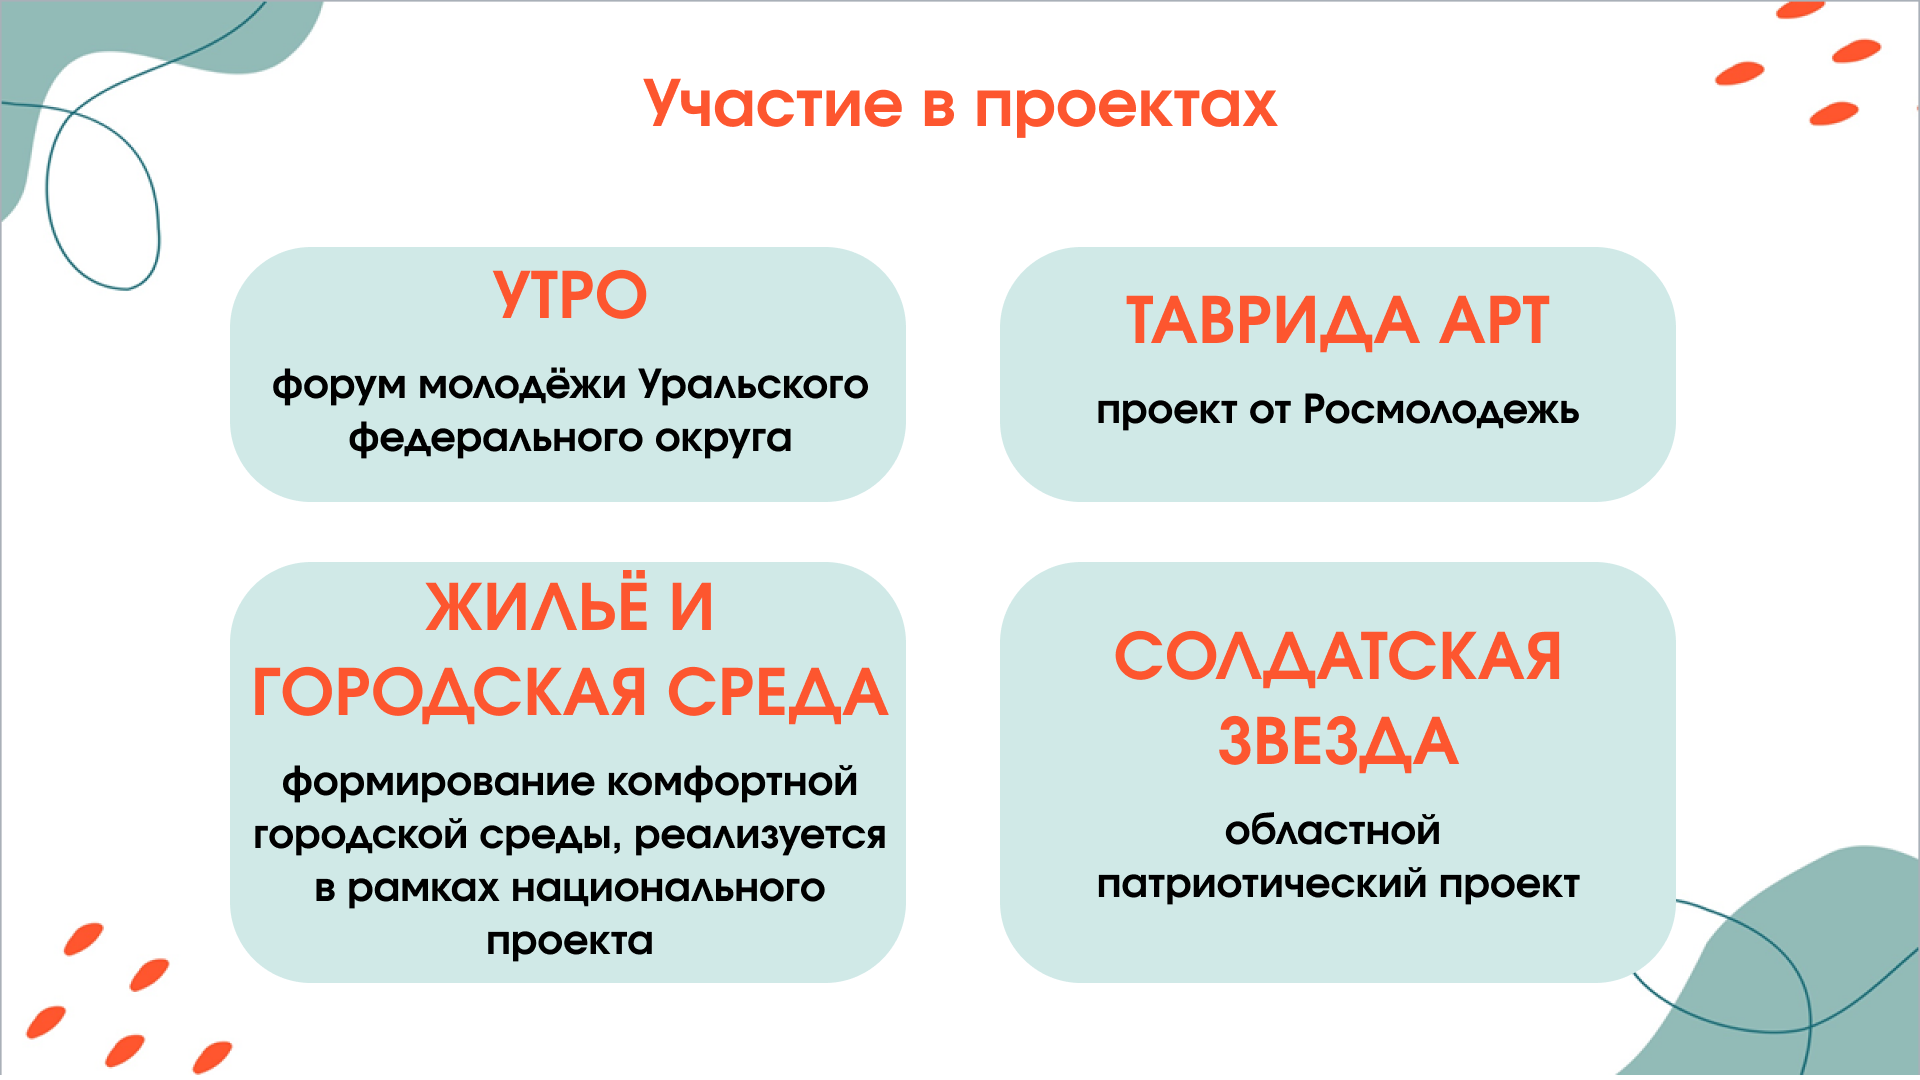 Участие в проектах
УТРО
форум молодёжи Уральского
федерального округа
ТАВРИДА АРТ
проект от Росмолодежь
ЖИЛЬЁ И
ГОРОДСКАЯ СРЕДА
формирование комфортной
городской среды, реализуется
в рамках национального
проекта
СОЛДАТСКАЯ
ЗВЕЗДА
областной
патриотический проект